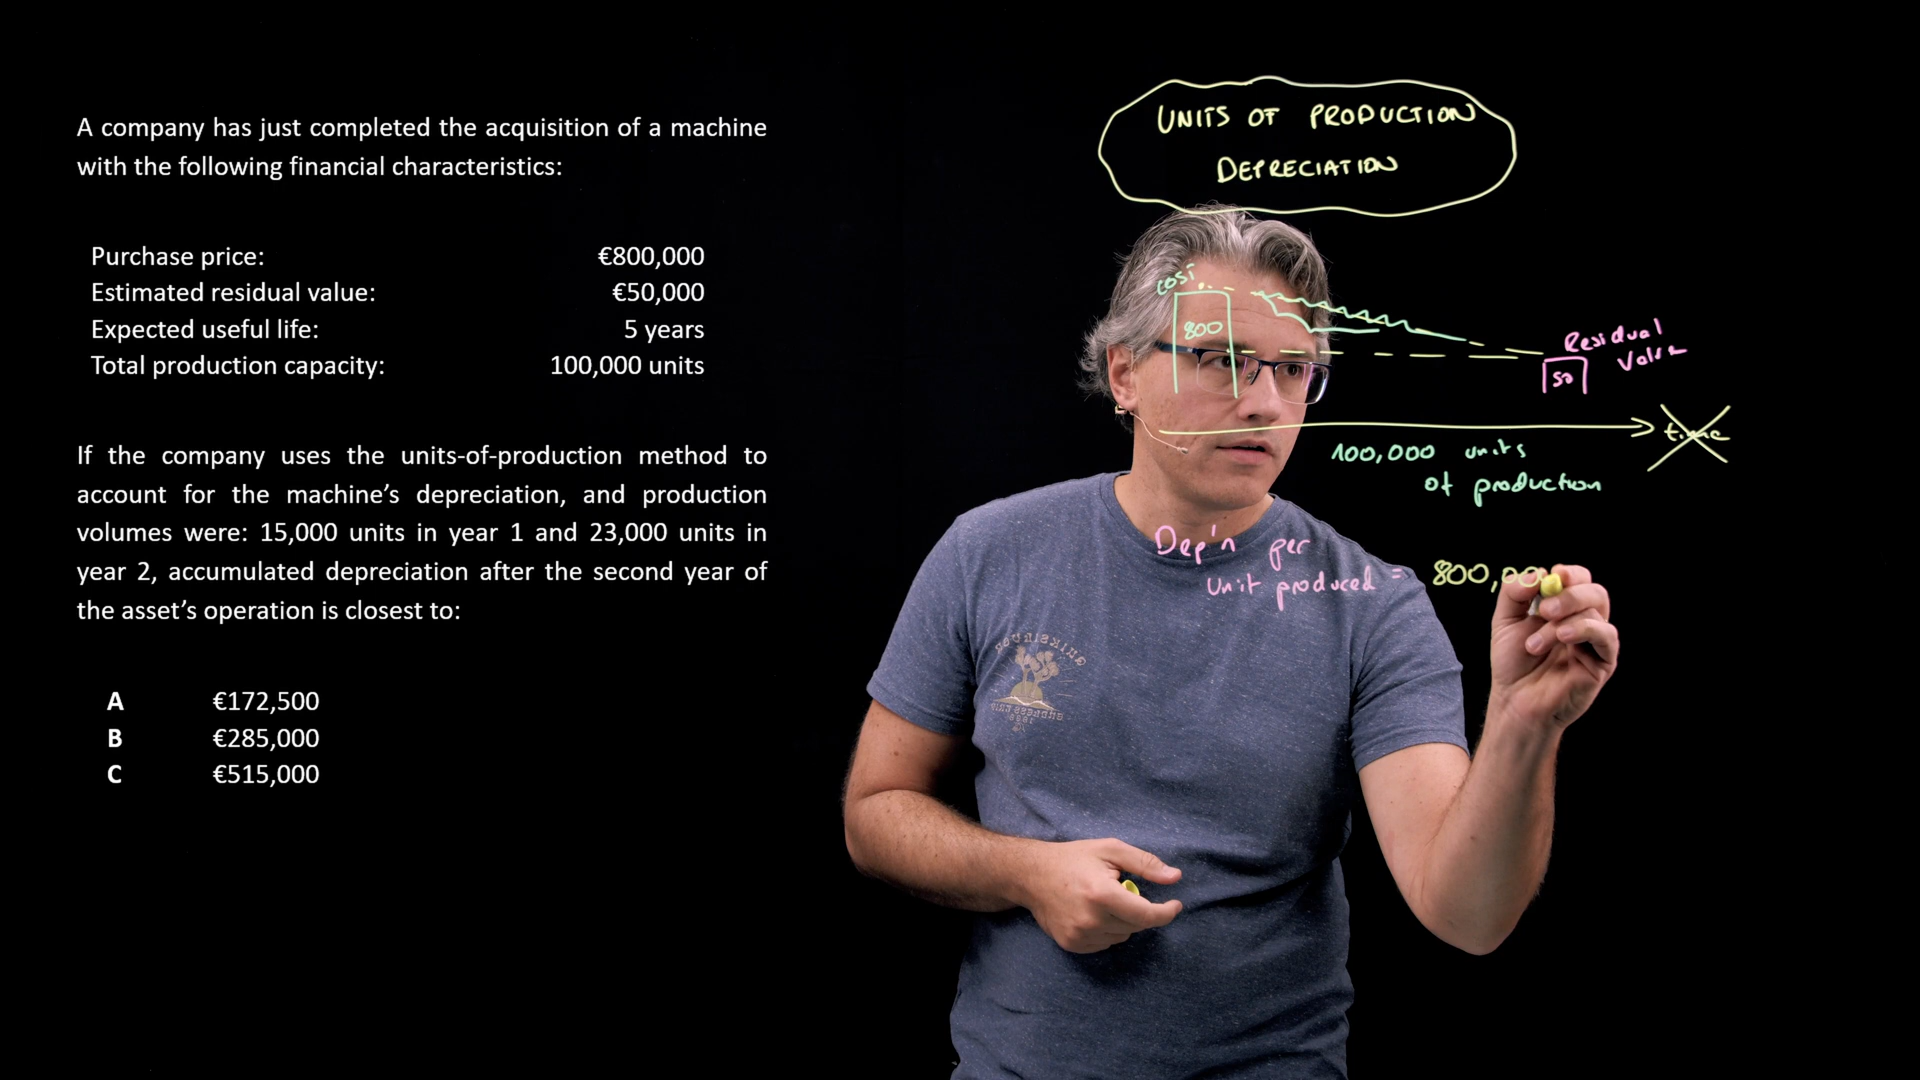 A company has just completed the acquisition of a machine
with the following financial characteristics:
Purchase price: €800,000
Estimated residual value: €50,000
Expected useful life: 5 years
Total production capacity: 100,000 units
If the company uses the units-of-production method to
account for the machine’s depreciation, and production
volumes were: 15,000 units in year 1 and 23,000 units in
year 2, accumulated depreciation after the second year of
the asset’s operation is closest to:
A €172,500
B €285,000
C €515,000
UNITS OF PRODUCTION
DEPRECIATION
COST
800
Residual
Value
50
time
100,000 units
of production
Dep'n per
Unit produced = 800,00